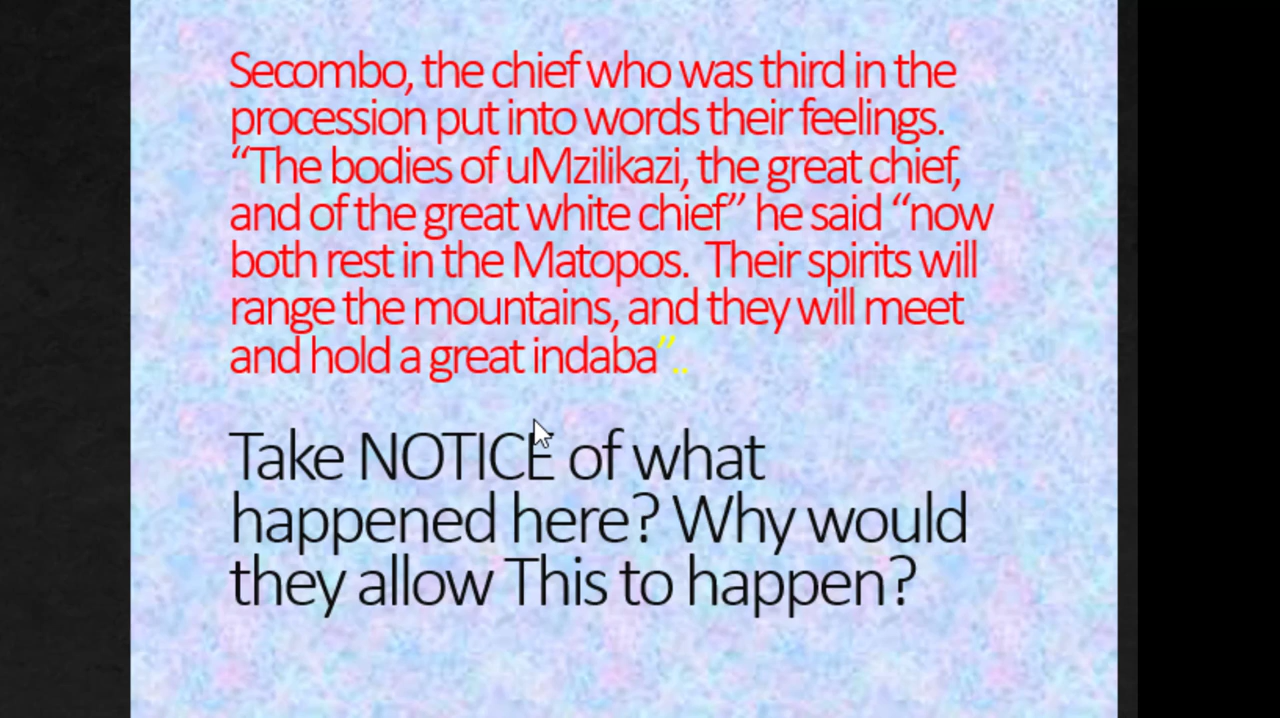 Secombo, the chief who was third in the
procession put into words their feelings.
“The bodies of uMzilikazi, the great chief,
and of the great white chief” he said “now
both rest in the Matopos.  Their spirits will
range the mountains, and they will meet
and hold a great indaba”..
Take NOTICE of what
happened here? Why would
they allow This to happen?